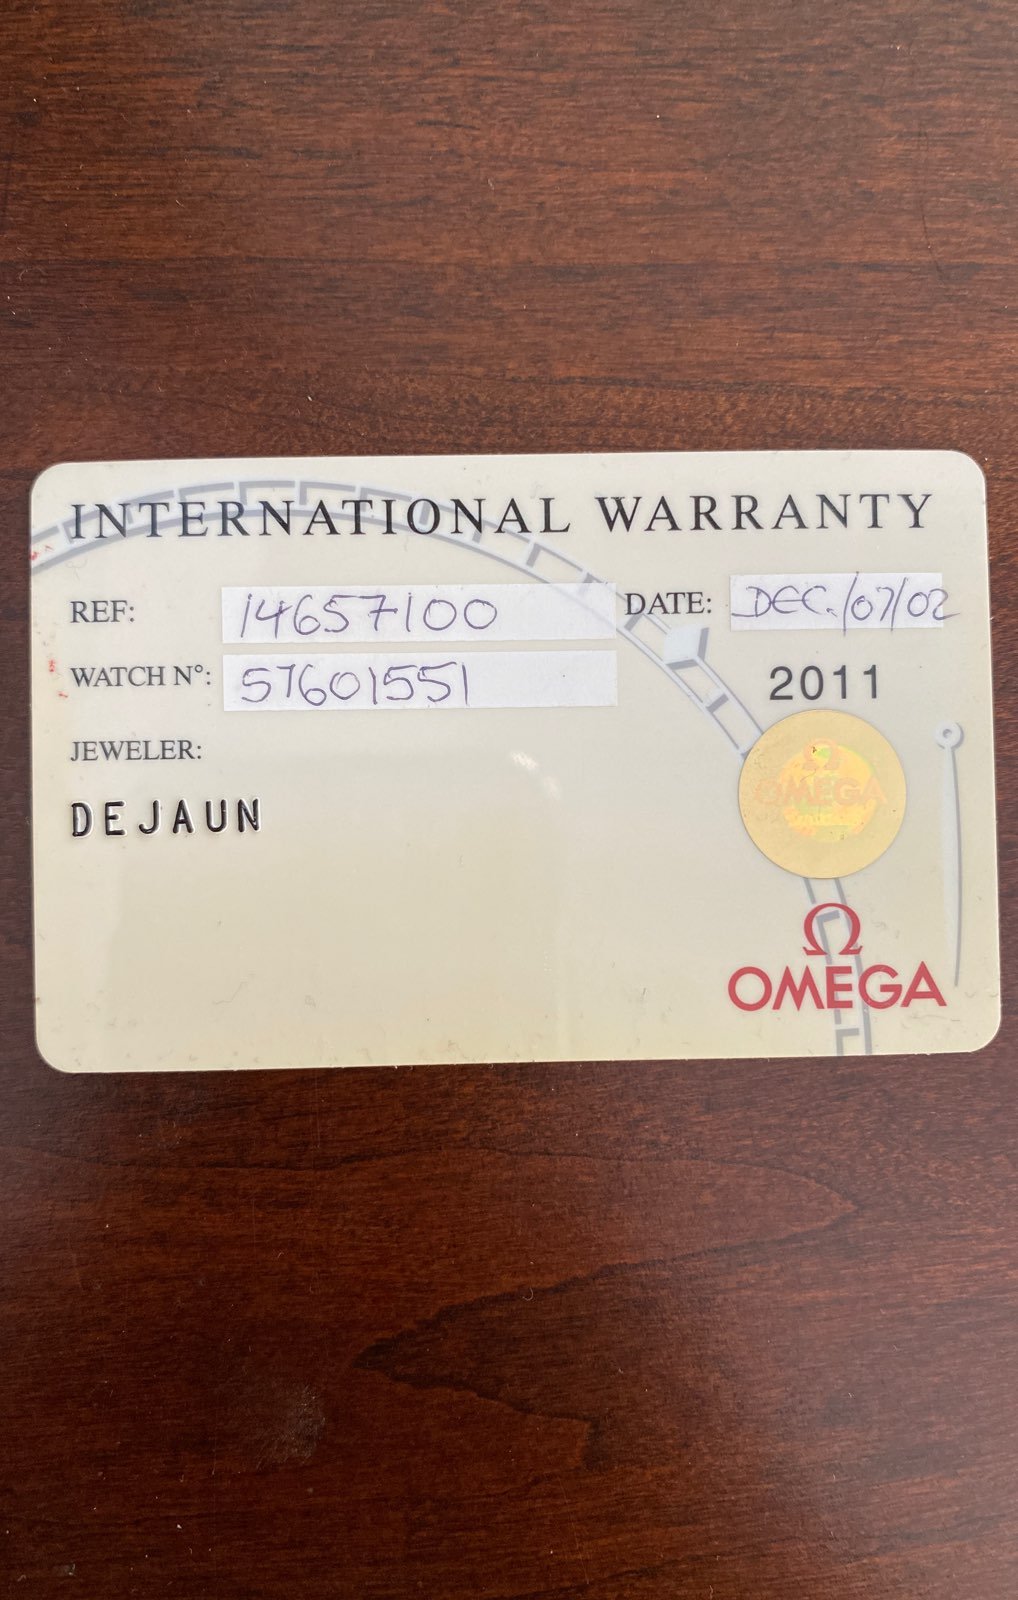 INTERNATIONAL WARRANTY
REF: 14657100
DATE: DEC./07/02
WATCH N°: 57601551
2011
JEWELER:
DEJAUN
OMEGA
Ω
OMEGA